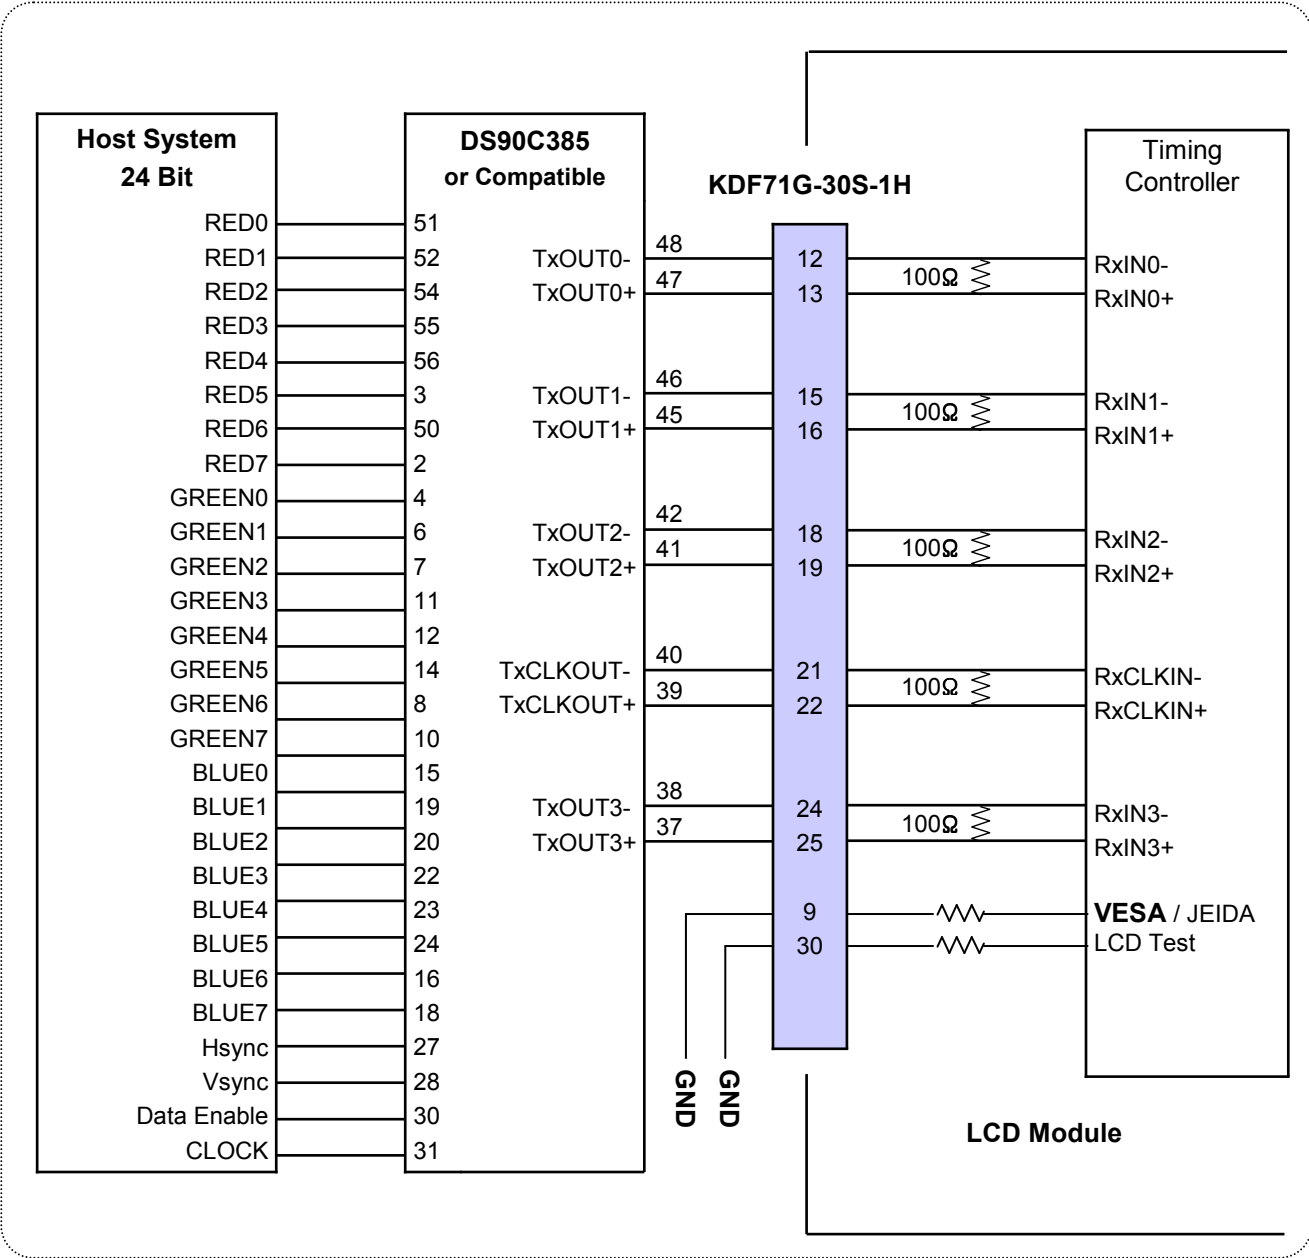 Host System
24 Bit
RED0
RED1
RED2
RED3
RED4
RED5
RED6
RED7
GREEN0
GREEN1
GREEN2
GREEN3
GREEN4
GREEN5
GREEN6
GREEN7
BLUE0
BLUE1
BLUE2
BLUE3
BLUE4
BLUE5
BLUE6
BLUE7
Hsync
Vsync
Data Enable
CLOCK
DS90C385
or Compatible
51
52
54
55
56
3
50
2
4
6
7
11
12
14
8
10
15
19
20
22
23
24
16
18
27
28
30
31
TxOUT0-
TxOUT0+
TxOUT1-
TxOUT1+
TxOUT2-
TxOUT2+
TxCLKOUT-
TxCLKOUT+
TxOUT3-
TxOUT3+
48
47
46
45
42
41
40
39
38
37
GND
GND
KDF71G-30S-1H
12
13
15
16
18
19
21
22
24
25
9
30
100Ω
100Ω
100Ω
100Ω
100Ω
Timing
Controller
RxIN0-
RxIN0+
RxIN1-
RxIN1+
RxIN2-
RxIN2+
RxCLKIN-
RxCLKIN+
RxIN3-
RxIN3+
VESA / JEIDA
LCD Test
LCD Module